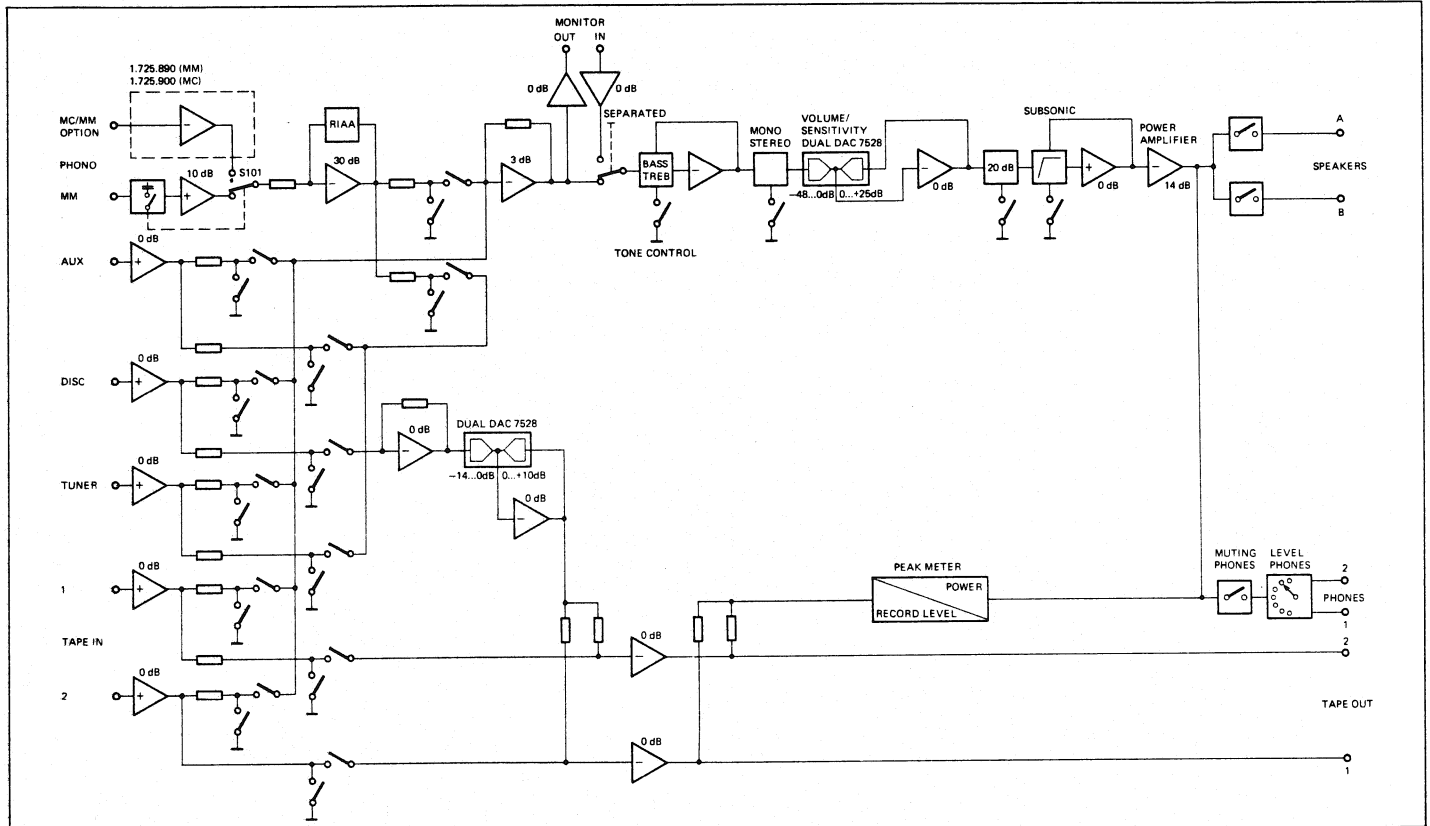 MONITOR
OUT IN
1.725.890 (MM)
1.725.900 (MC)
0 dB
0 dB
SEPARATED
MC/MM
OPTION
RIAA
PHONO
S101
10 dB
30 dB
3 dB
MM
BASS
TREB
TONE CONTROL
MONO
STEREO
VOLUME/
SENSITIVITY
DUAL DAC 7528
–48...0dB 0...+25dB
0 dB
20 dB
SUBSONIC
0 dB
POWER
AMPLIFIER
14 dB
A
SPEAKERS
B
0 dB
AUX
0 dB
DISC
0 dB
DUAL DAC 7528
–14...0dB 0...+10dB
0 dB
0 dB
TUNER
0 dB
1
TAPE IN
0 dB
2
PEAK METER
POWER
RECORD LEVEL
MUTING
PHONES
LEVEL
PHONES
2
PHONES
1
0 dB
2
TAPE OUT
0 dB
1